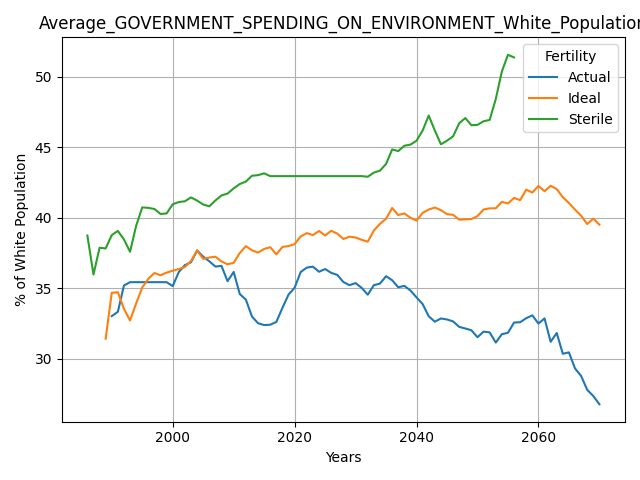 Average_GOVERNMENT_SPENDING_ON_ENVIRONMENT_White_Population
Fertility
Actual
Ideal
Sterile
% of White Population
50
45
40
35
30
2000
2020
2040
2060
Years